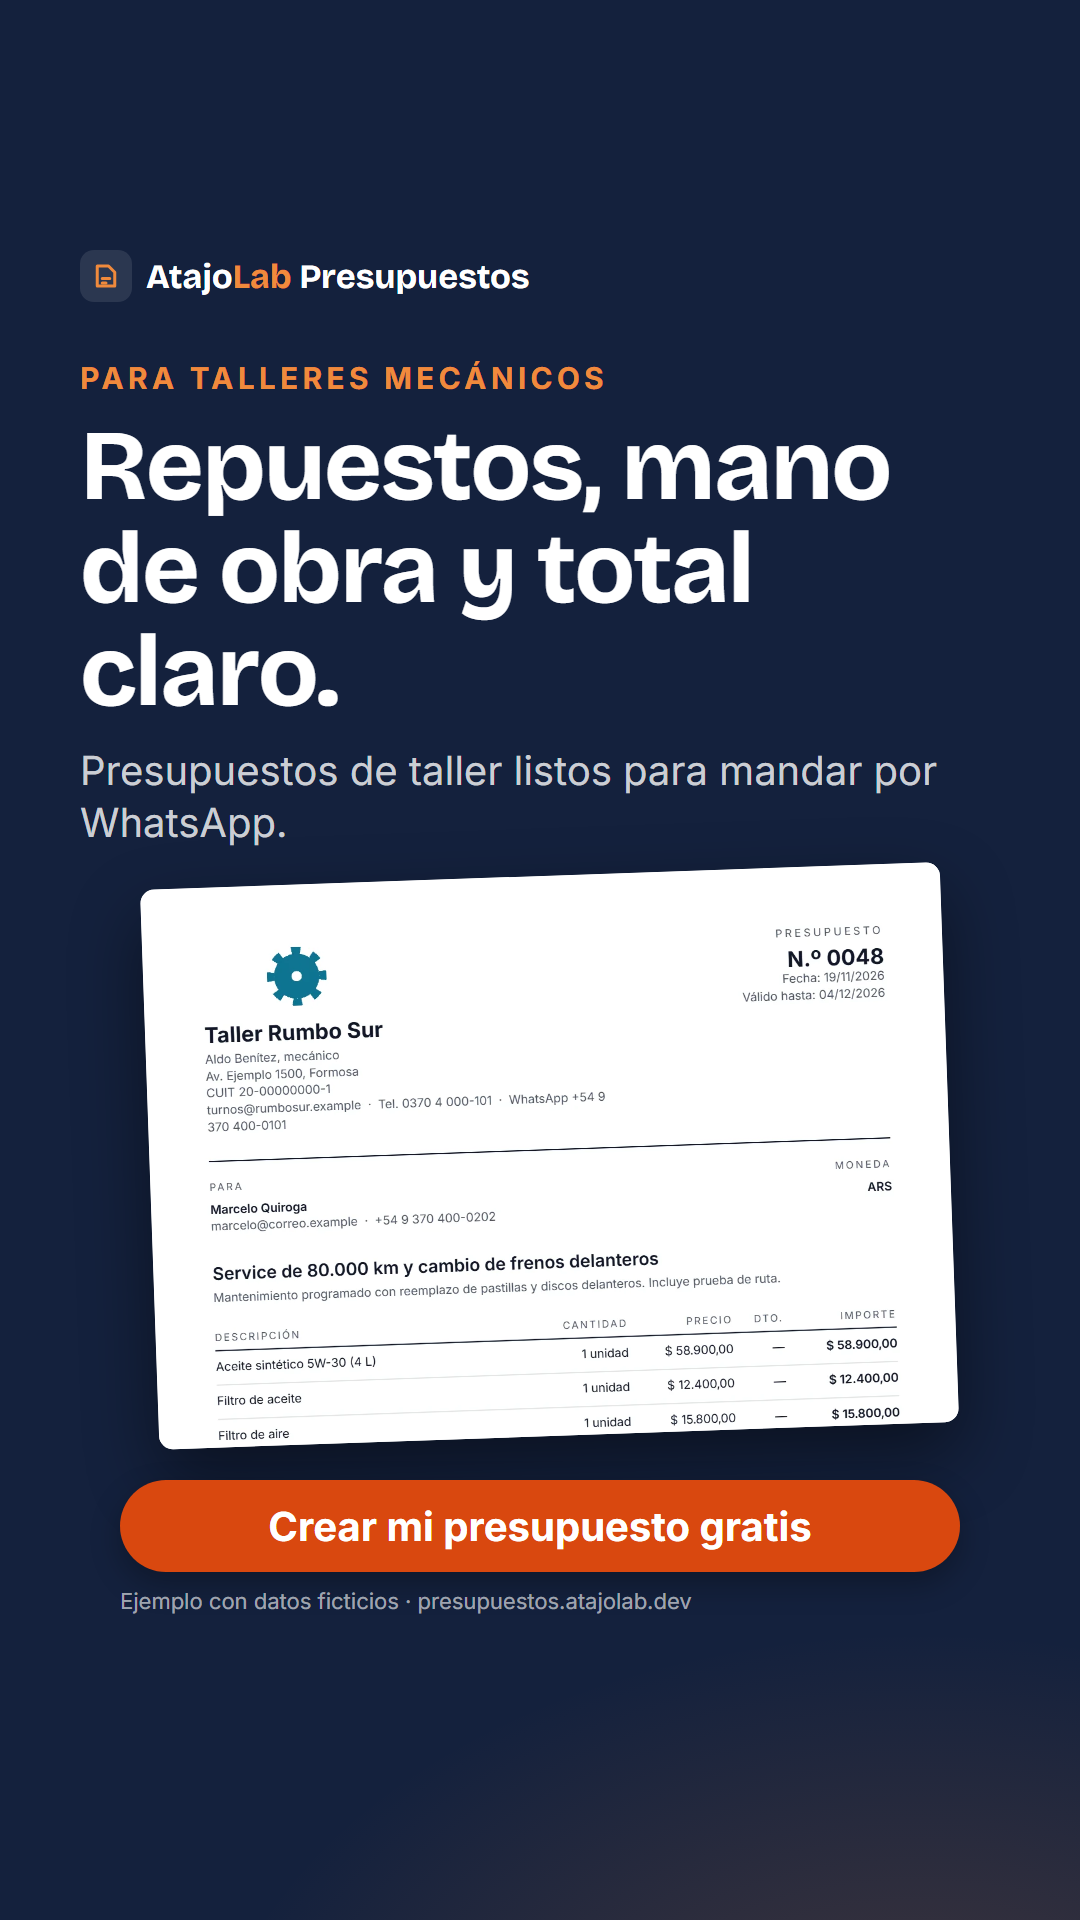 AtajoLab Presupuestos
PARA TALLERES MECÁNICOS
Repuestos, mano
de obra y total
claro.
Presupuestos de taller listos para mandar por
WhatsApp.
PRESUPUESTO
N.º 0048
Fecha: 19/11/2026
Válido hasta: 04/12/2026
Taller Rumbo Sur
Aldo Benítez, mecánico
Av. Ejemplo 1500, Formosa
CUIT 20-00000000-1
turnos@rumbosur.example · Tel. 0370 4 000-101 · WhatsApp +54 9
370 400-0101
PARA
MONEDA
Marcelo Quiroga
ARS
marcelo@correo.example · +54 9 370 400-0202
Service de 80.000 km y cambio de frenos delanteros
Mantenimiento programado con reemplazo de pastillas y discos delanteros. Incluye prueba de ruta.
DESCRIPCIÓN CANTIDAD PRECIO DTO. IMPORTE
Aceite sintético 5W-30 (4 L) 1 unidad $ 58.900,00 — $ 58.900,00
Filtro de aceite 1 unidad $ 12.400,00 — $ 12.400,00
Filtro de aire 1 unidad $ 15.800,00 — $ 15.800,00
Crear mi presupuesto gratis
Ejemplo con datos ficticios · presupuestos.atajolab.dev